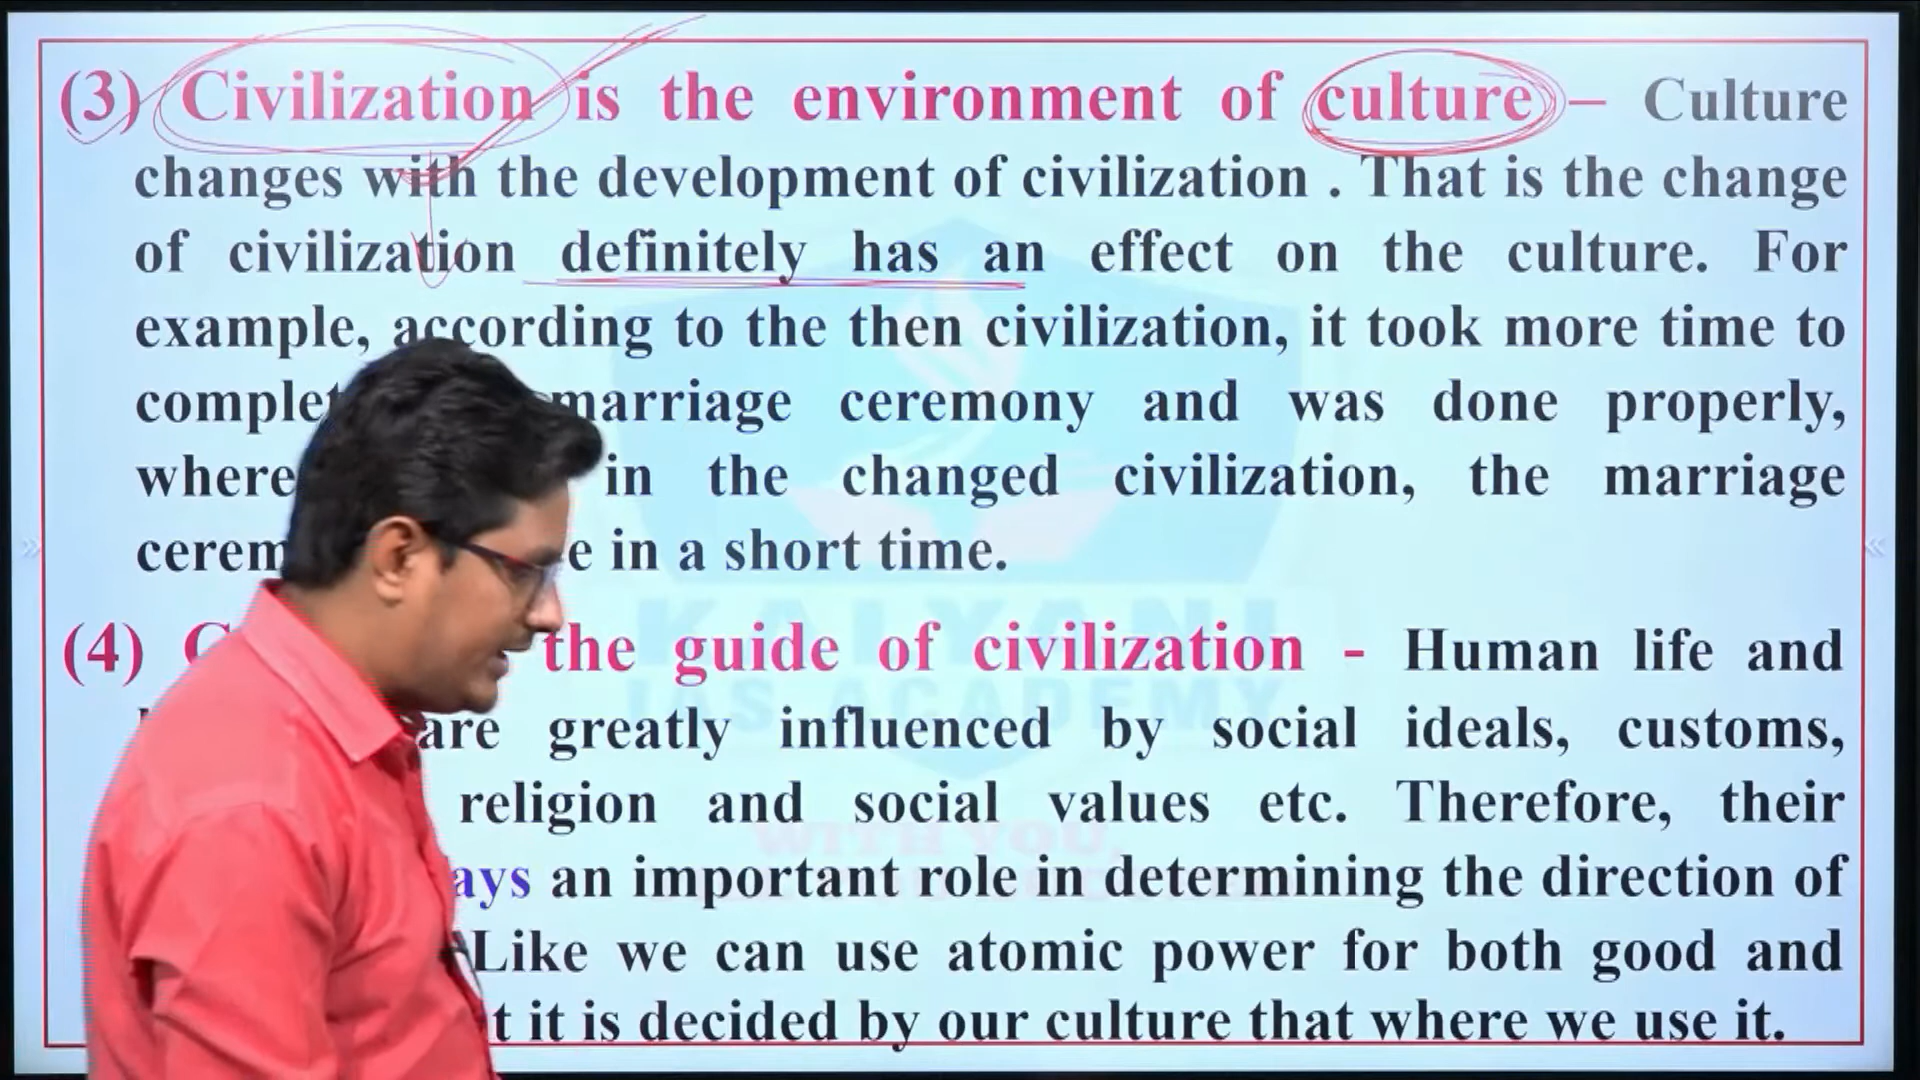 (3) Civilization is the environment of culture – Culture
changes with the development of civilization . That is the change
of civilization definitely has an effect on the culture. For
example, according to the then civilization, it took more time to
marriage ceremony and was done properly,
in the changed civilization, the marriage
in a short time.
(4) the guide of civilization - Human life and
are greatly influenced by social ideals, customs,
religion and social values etc. Therefore, their
an important role in determining the direction of
Like we can use atomic power for both good and
it is decided by our culture that where we use it.
KALYANI
IAS ACADEMY
WITH YOU,